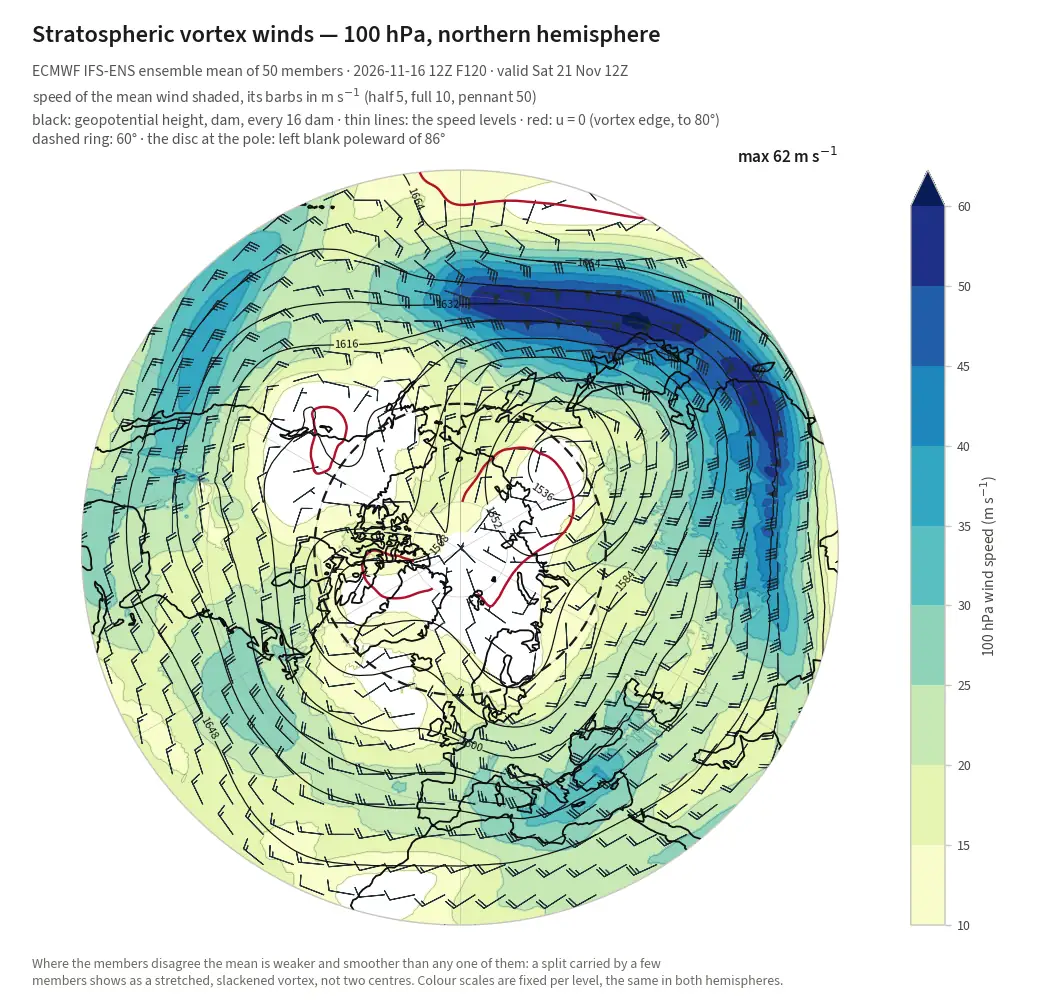 Stratospheric vortex winds — 100 hPa, northern hemisphere
ECMWF IFS-ENS ensemble mean of 50 members · 2026-11-16 12Z F120 · valid Sat 21 Nov 12Z
speed of the mean wind shaded, its barbs in m s⁻¹ (half 5, full 10, pennant 50)
black: geopotential height, dam, every 16 dam · thin lines: the speed levels · red: u = 0 (vortex edge, to 80°)
dashed ring: 60° · the disc at the pole: left blank poleward of 86°
max 62 m s⁻¹
1664
1664
1632
1616
1536
1552
1568
1584
1648
1600
60
50
45
40
35
30
25
20
15
10
100 hPa wind speed (m s⁻¹)
Where the members disagree the mean is weaker and smoother than any one of them: a split carried by a few
members shows as a stretched, slackened vortex, not two centres. Colour scales are fixed per level, the same in both hemispheres.